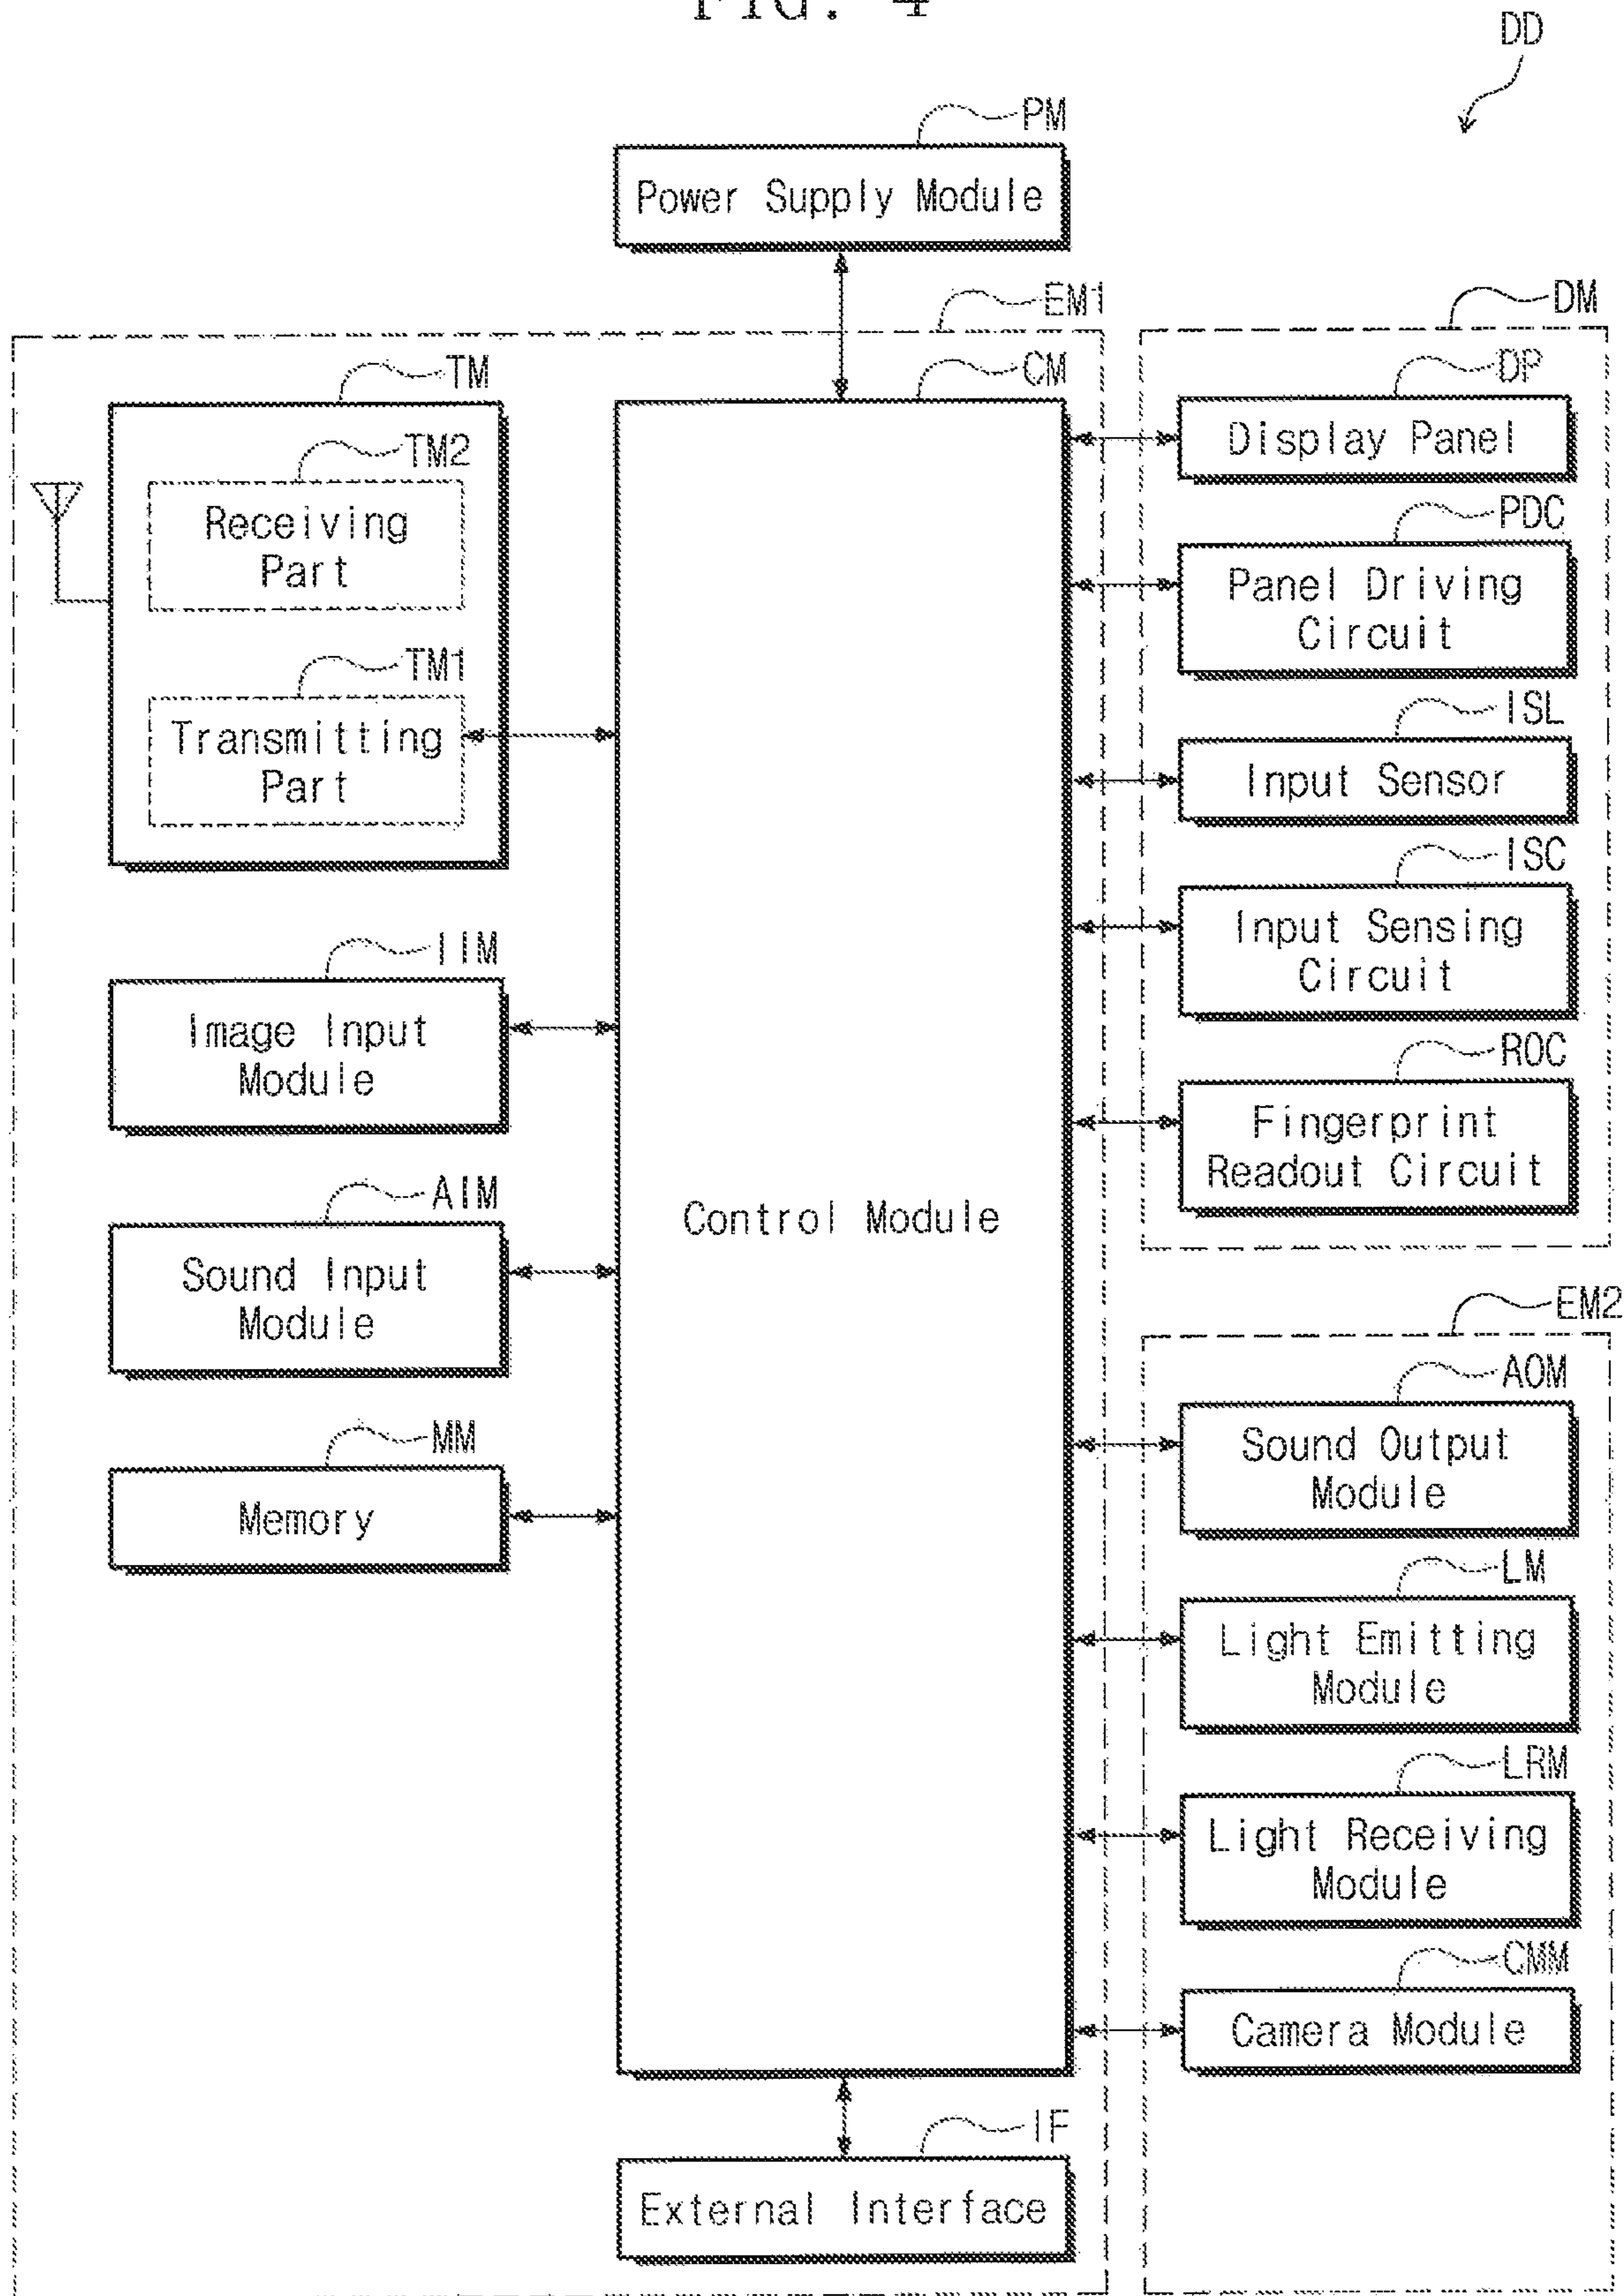 FIG. 4
DD
PM
Power Supply Module
EM1
DM
TM
CM
DP
Display Panel
TM2
Receiving
Part
PDC
Panel Driving
Circuit
TM1
Transmitting
Part
ISL
Input Sensor
ISC
Input Sensing
Circuit
IIM
Image Input
Module
ROC
Fingerprint
Readout Circuit
AIM
Sound Input
Module
Control Module
EM2
AOM
Sound Output
Module
MM
Memory
LM
Light Emitting
Module
LRM
Light Receiving
Module
CMM
Camera Module
IF
External Interface